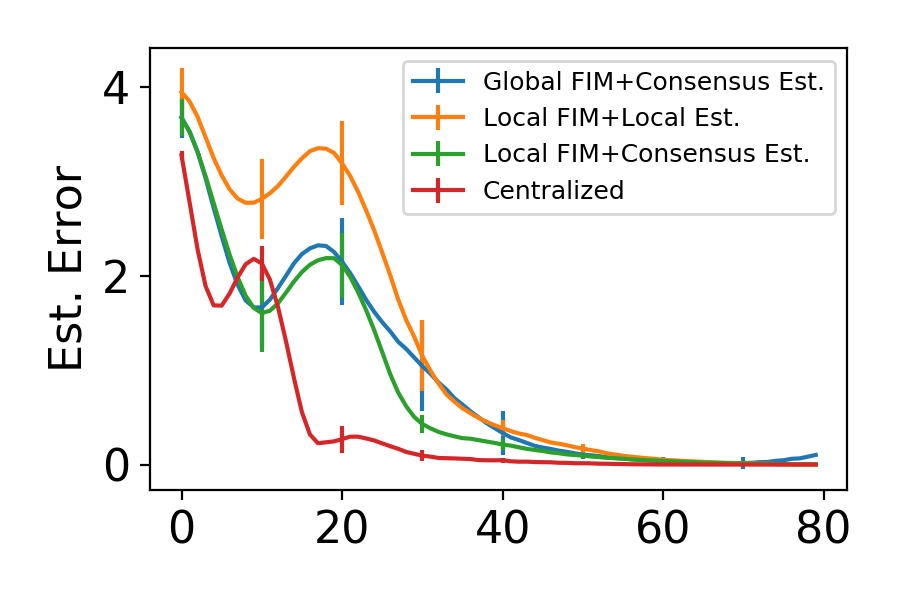 Global FIM+Consensus Est.
Local FIM+Local Est.
Local FIM+Consensus Est.
Centralized
Est. Error
4
2
0
0 20 40 60 80